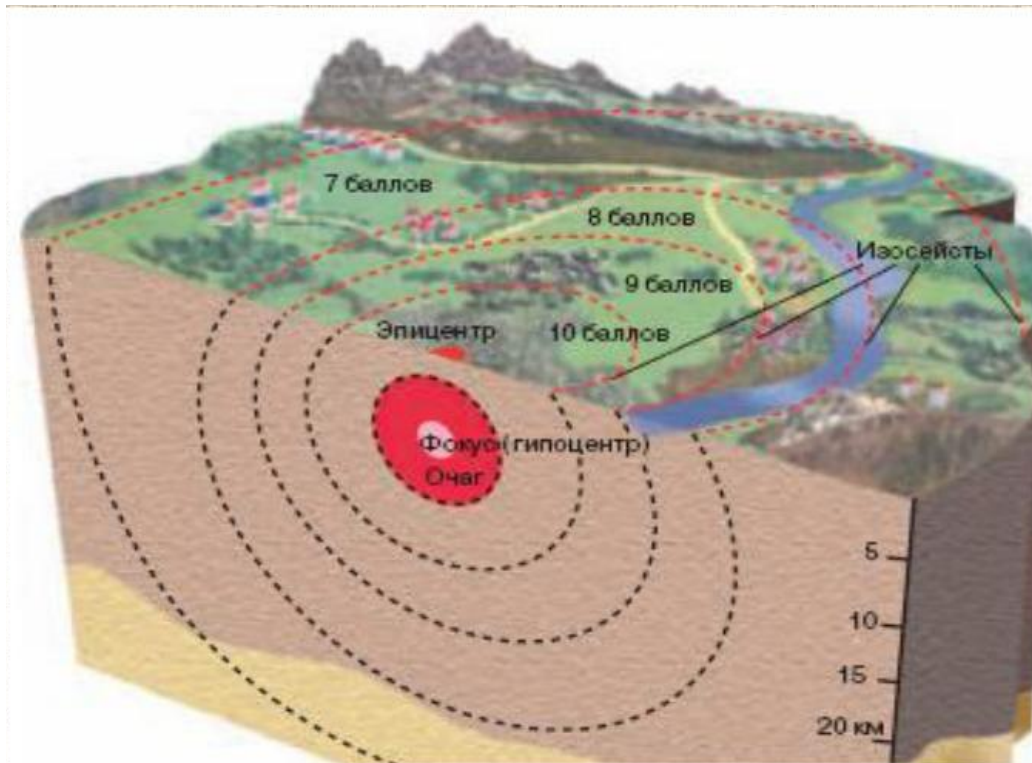 7 баллов
8 баллов
Изосейсты
9 баллов
Эпицентр
10 баллов
Фокус (гипоцентр)
Очаг
5
10
15
20 км